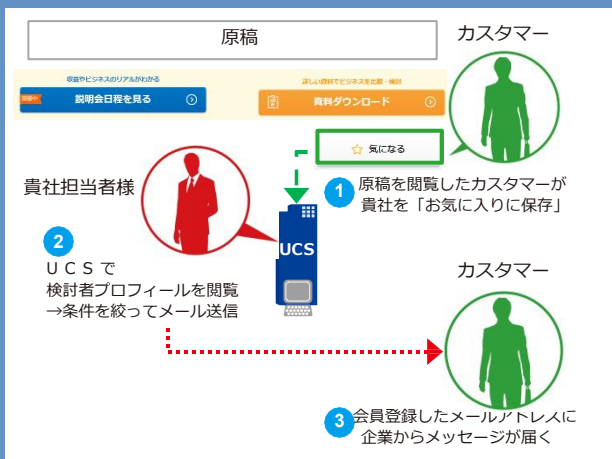 原稿
カスタマー
収益やビジネスのリアルがわかる
説明会日程を見る
開催中
詳しい資料でビジネスを比較・検討
資料ダウンロード
気になる
貴社担当者様
1 原稿を閲覧したカスタマーが
貴社を「お気に入りに保存」
UCS
2
UCSで
検討者プロフィールを閲覧
→条件を絞ってメール送信
カスタマー
3 会員登録したメールアドレスに
企業からメッセージが届く